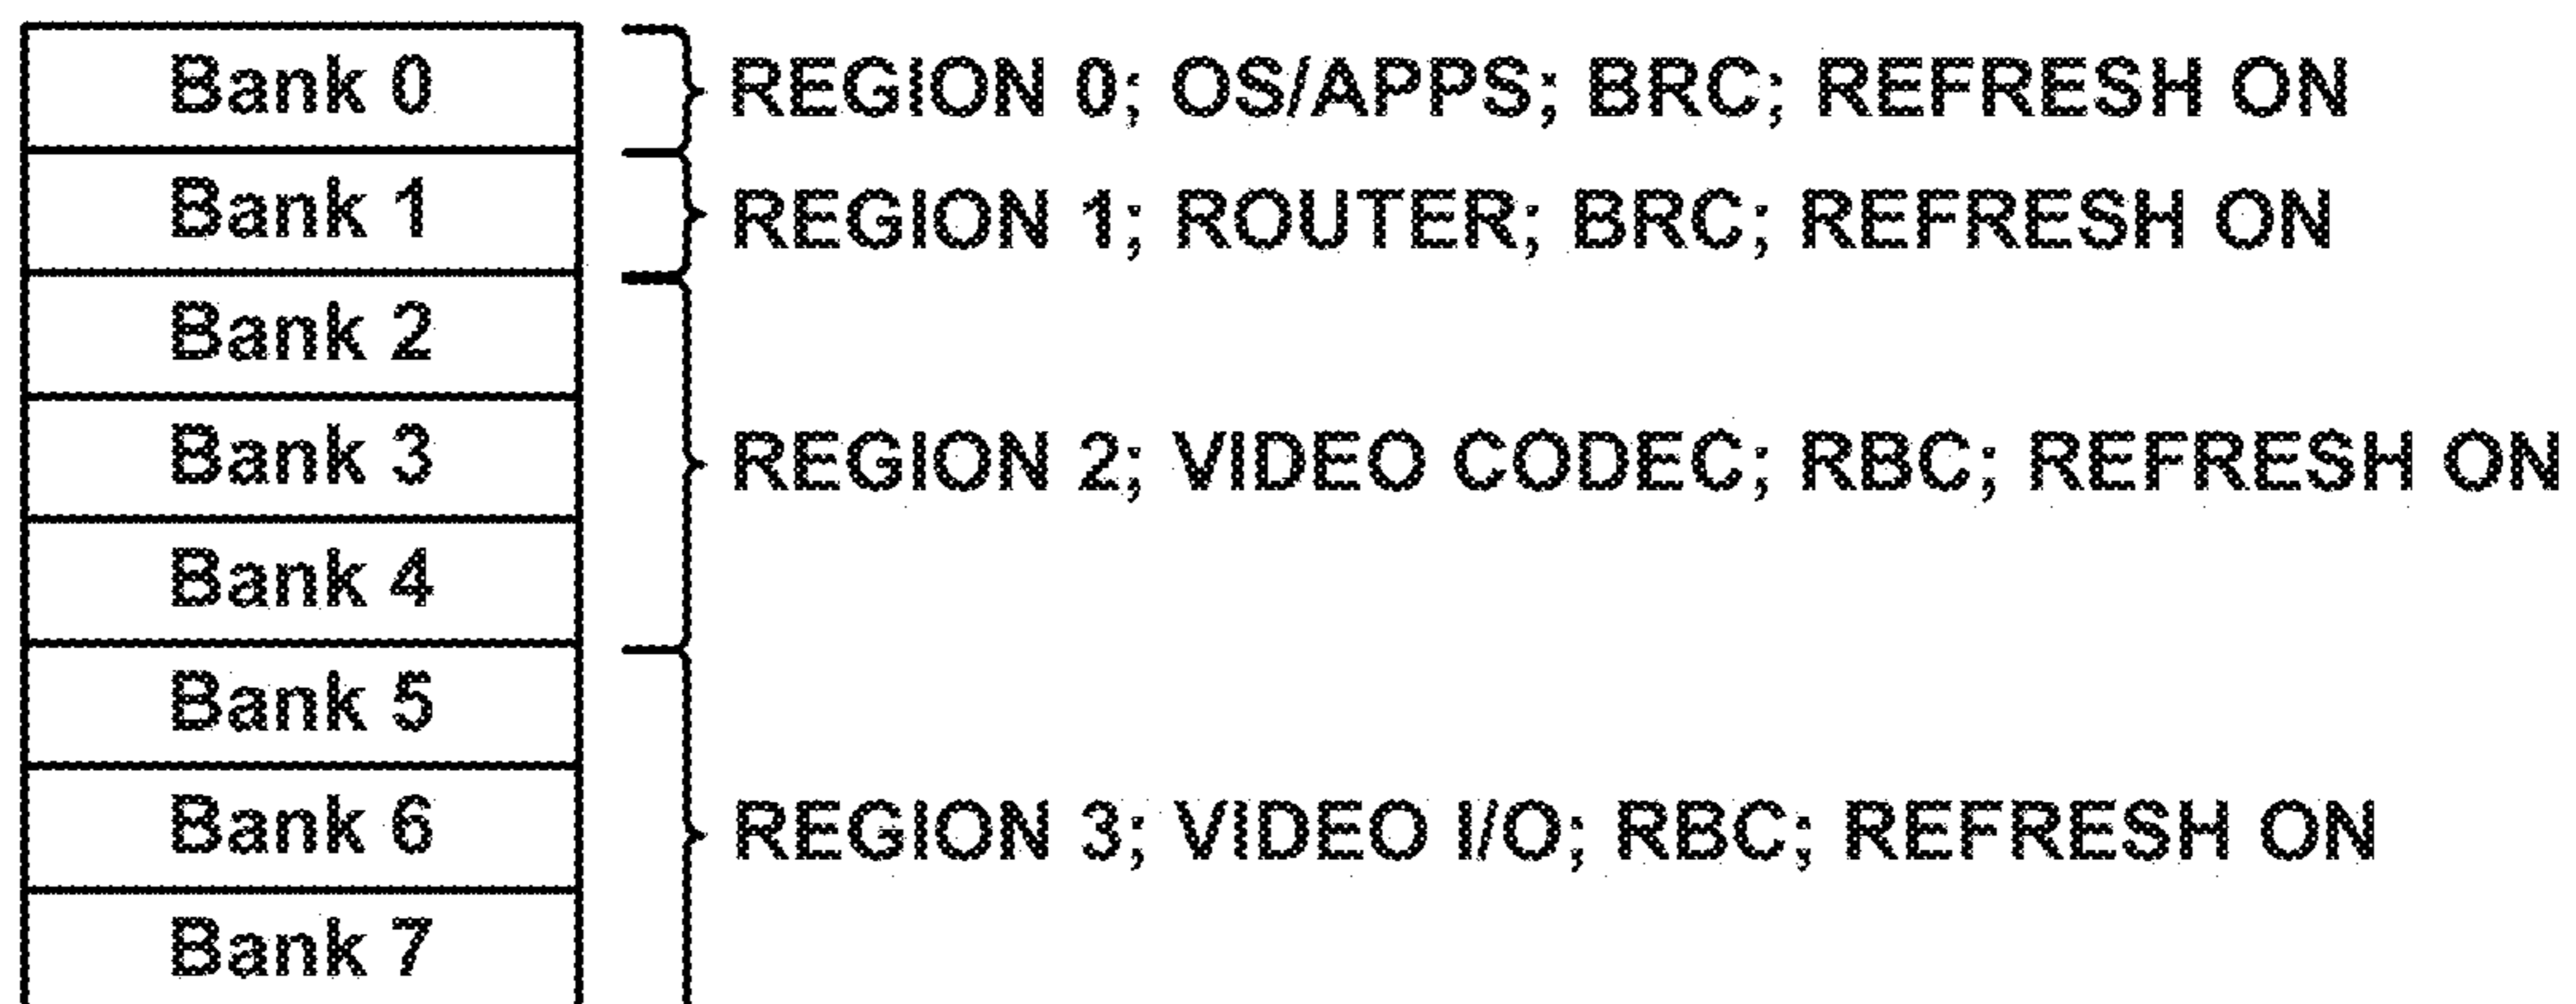 Bank 0
REGION 0; OS/APPS; BRC; REFRESH ON
Bank 1
REGION 1; ROUTER; BRC; REFRESH ON
Bank 2
Bank 3
REGION 2; VIDEO CODEC; RBC; REFRESH ON
Bank 4
Bank 5
Bank 6
REGION 3; VIDEO I/O; RBC; REFRESH ON
Bank 7